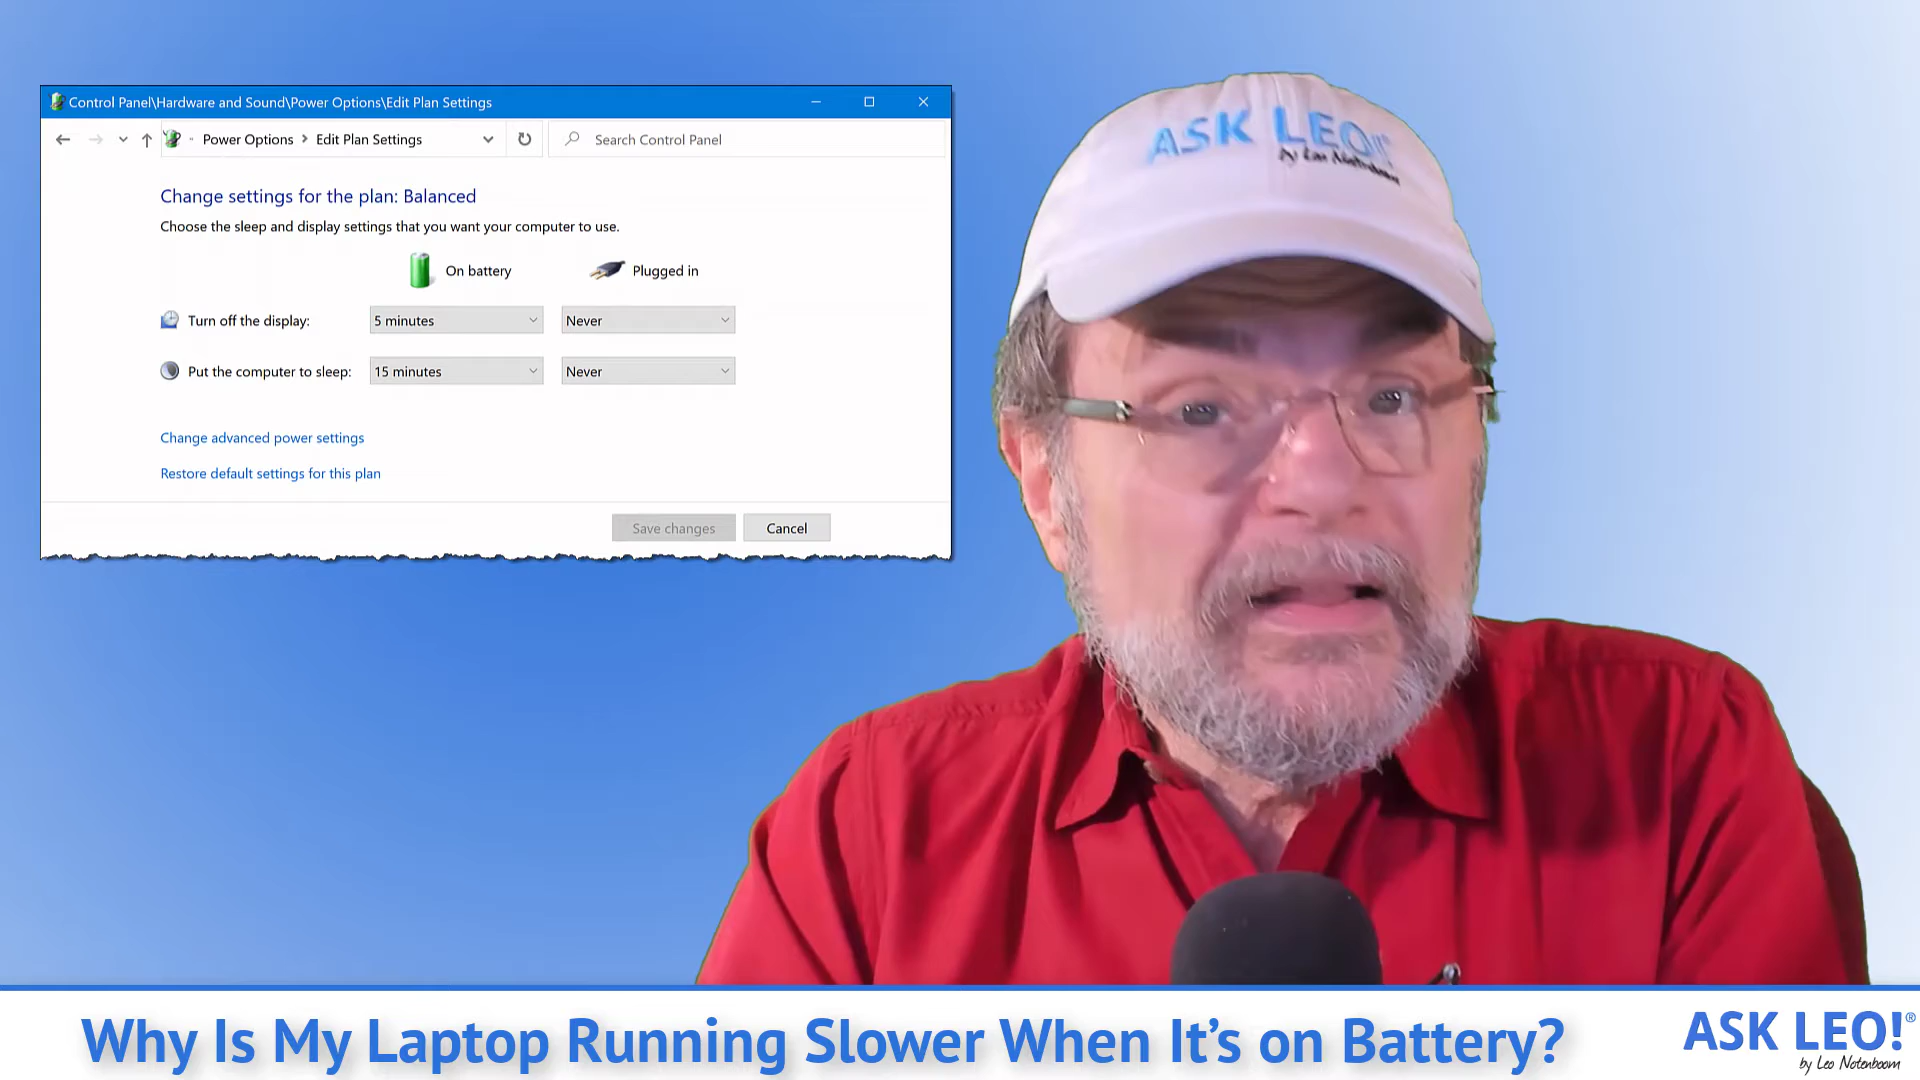 Control Panel\Hardware and Sound\Power Options\Edit Plan Settings
Power Options > Edit Plan Settings
Search Control Panel
Change settings for the plan: Balanced
Choose the sleep and display settings that you want your computer to use.
On battery
Plugged in
Turn off the display:
5 minutes
Never
Put the computer to sleep:
15 minutes
Never
Change advanced power settings
Restore default settings for this plan
Save changes
Cancel
ASK LEO!
by Leo Notenboom
Why Is My Laptop Running Slower When It's on Battery?
ASK LEO!®
by Leo Notenboom